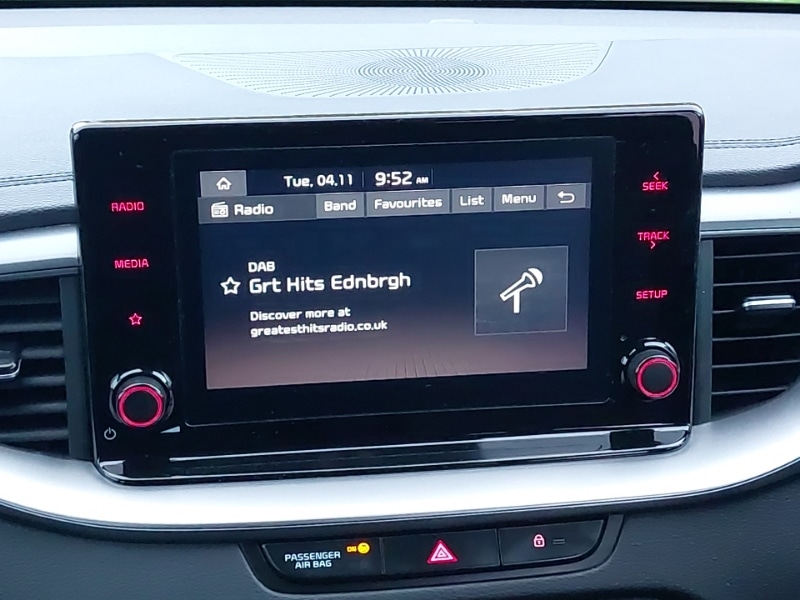 Tue, 04.11 9:52 AM
Radio Band Favourites List Menu
DAB
Grt Hits Ednbrgh
Discover more at
greatesthitsradio.co.uk
RADIO
MEDIA
SEEK
TRACK
SETUP
PASSENGER
AIR BAG
ON